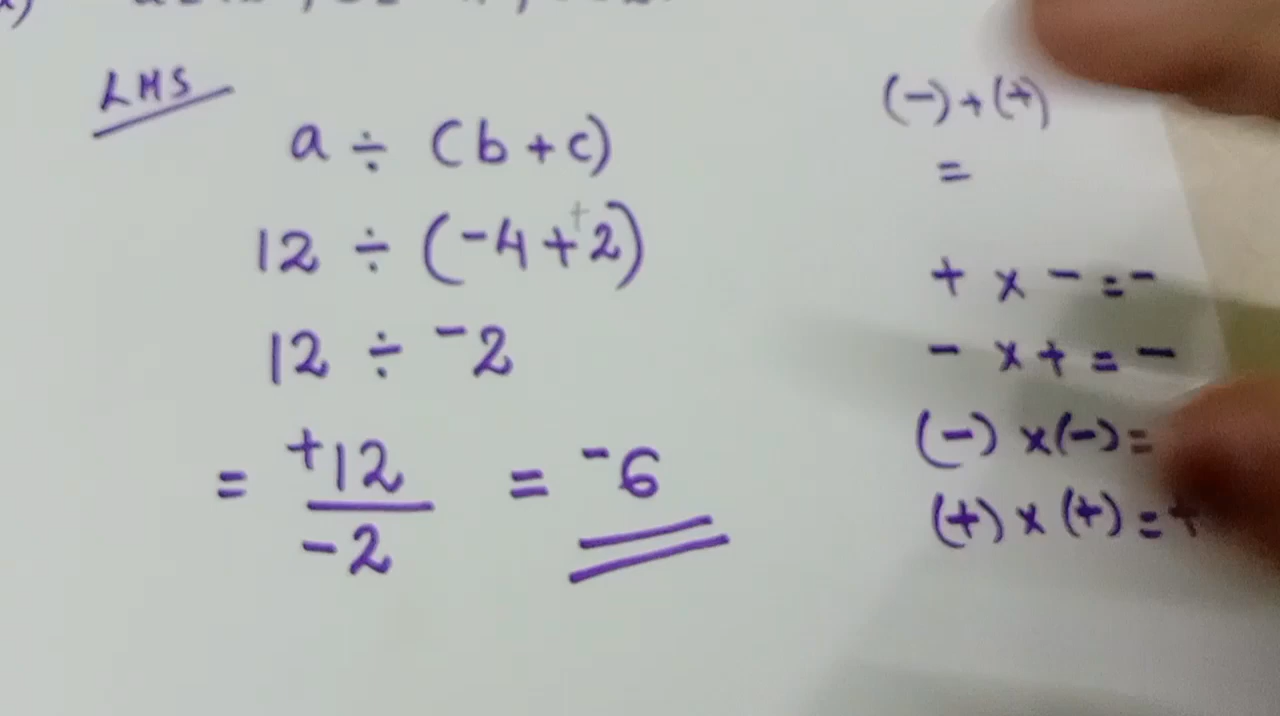 LHS
a ÷ (b + c)
12 ÷ (-4 + +2)
12 ÷ -2
= +12/-2 = -6
(-) + (+)
=
+ x - = -
- x + = -
(-) x (-) =
(+) x (+) = +